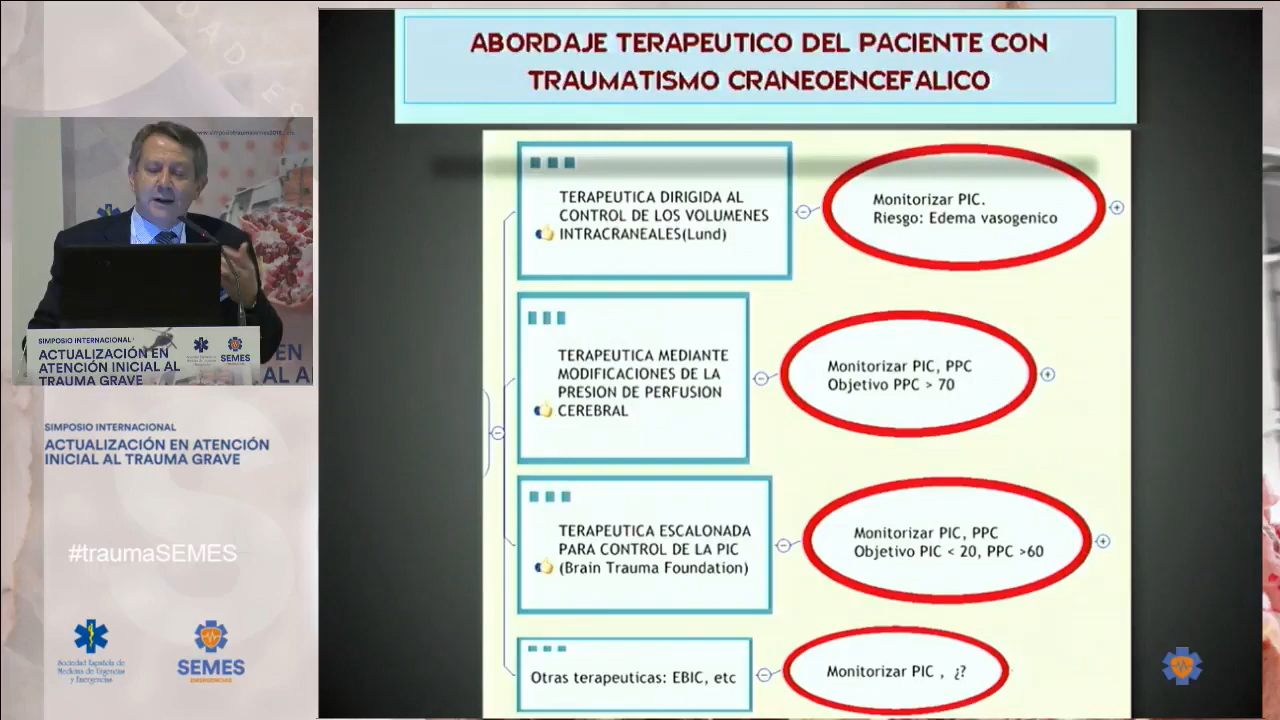 ABORDAJE TERAPEUTICO DEL PACIENTE CON
TRAUMATISMO CRANEOENCEFALICO
TERAPEUTICA DIRIGIDA AL
CONTROL DE LOS VOLUMENES
INTRACRANEALES(Lund)
Monitorizar PIC.
Riesgo: Edema vasogenico
TERAPEUTICA MEDIANTE
MODIFICACIONES DE LA
PRESION DE PERFUSION
CEREBRAL
Monitorizar PIC, PPC
Objetivo PPC > 70
TERAPEUTICA ESCALONADA
PARA CONTROL DE LA PIC
(Brain Trauma Foundation)
Monitorizar PIC, PPC
Objetivo PIC < 20, PPC >60
Otras terapeuticas: EBIC, etc
Monitorizar PIC , ¿?
SIMPOSIO INTERNACIONAL
ACTUALIZACIÓN EN
ATENCIÓN INICIAL AL
TRAUMA GRAVE
SEMES
SIMPOSIO INTERNACIONAL
ACTUALIZACIÓN EN ATENCIÓN
INICIAL AL TRAUMA GRAVE
#traumaSEMES
Sociedad Española de
Medicina de Urgencias
y Emergencias
SEMES